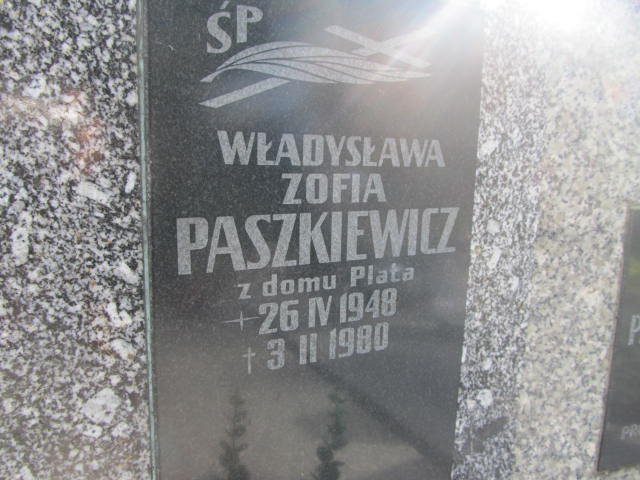 ŚP
WŁADYSŁAWA
ZOFIA
PASZKIEWICZ
z domu Plata
26 IV 1948
† 3 II 1980